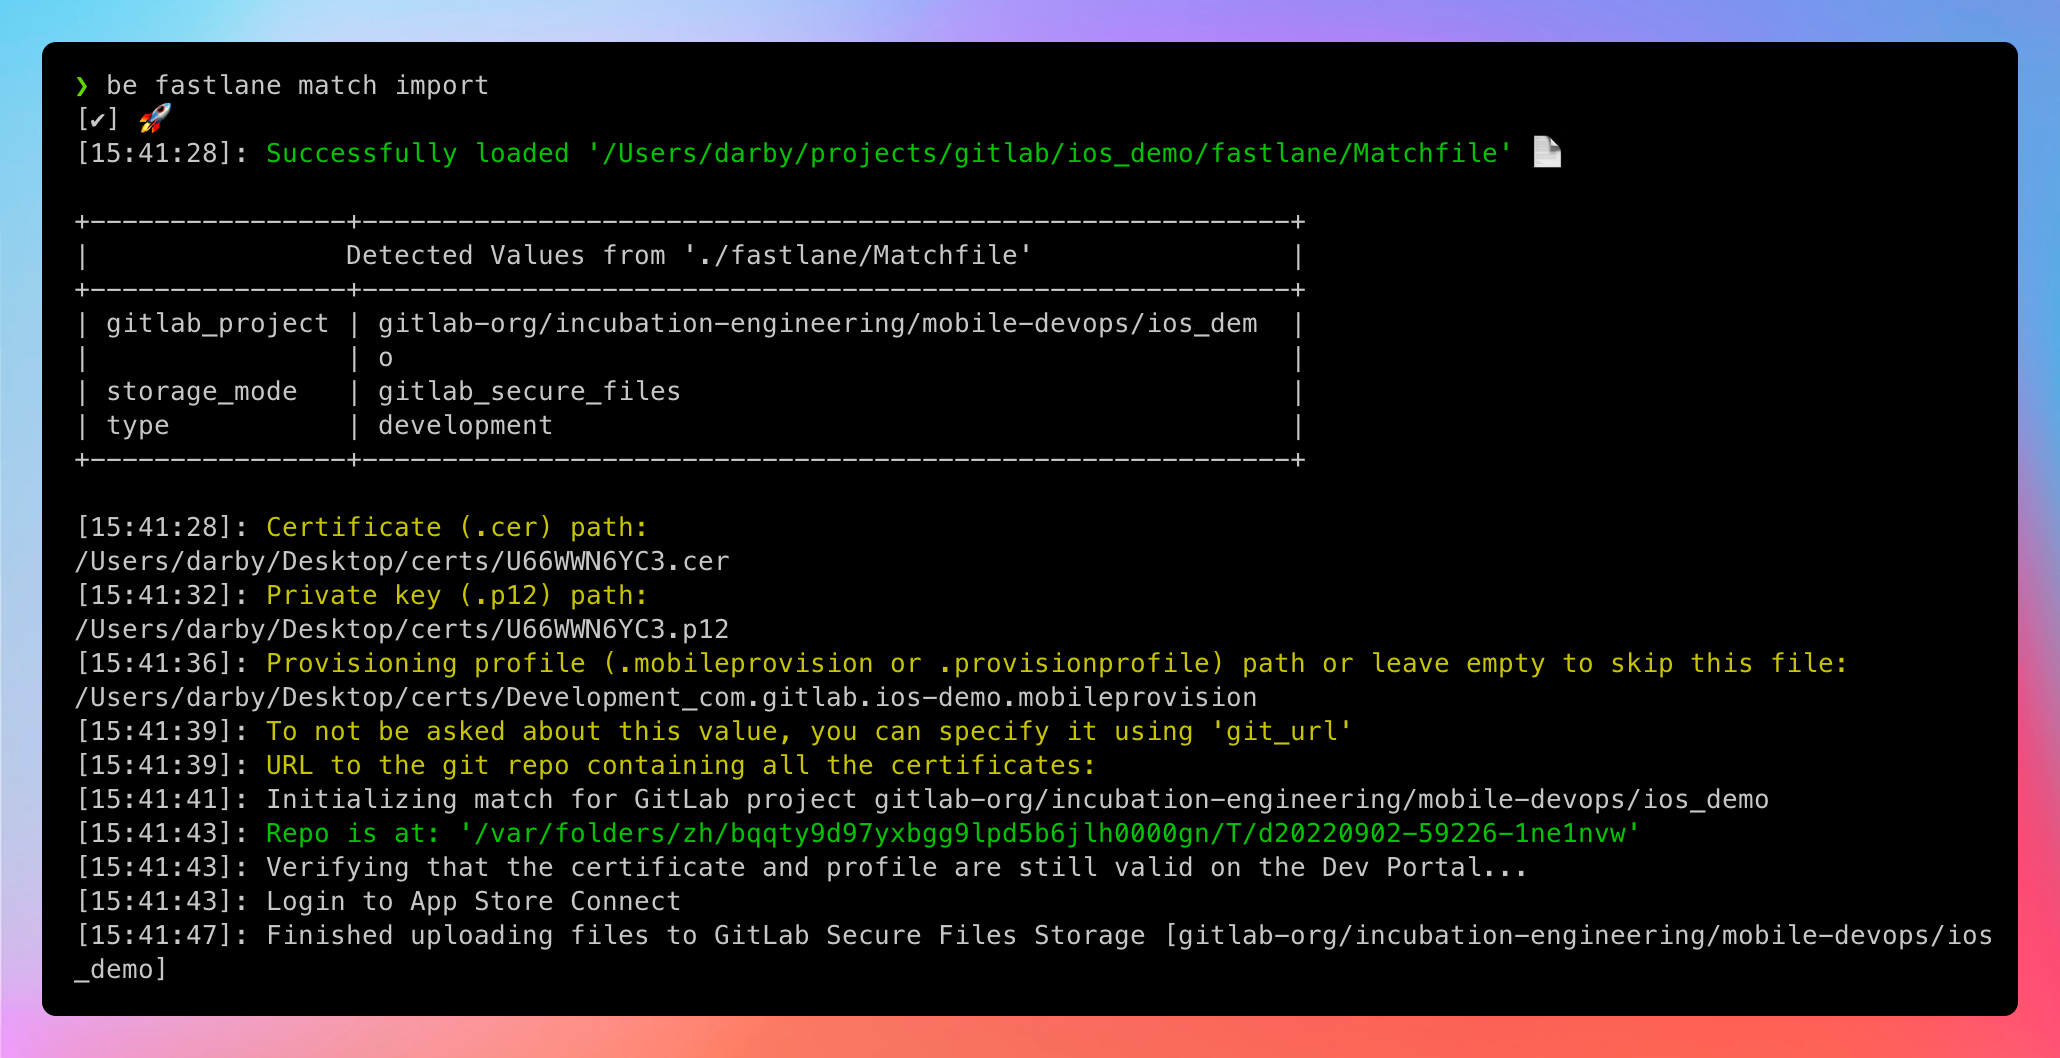 ❯ be fastlane match import
[✔] 🚀
[15:41:28]: Successfully loaded '/Users/darby/projects/gitlab/ios_demo/fastlane/Matchfile' 📄
+----------------+----------------------------------------------------------+
|                Detected Values from './fastlane/Matchfile'                |
+----------------+----------------------------------------------------------+
| gitlab_project | gitlab-org/incubation-engineering/mobile-devops/ios_dem  |
|                | o                                                        |
| storage_mode   | gitlab_secure_files                                      |
| type           | development                                              |
+----------------+----------------------------------------------------------+
[15:41:28]: Certificate (.cer) path:
/Users/darby/Desktop/certs/U66WWN6YC3.cer
[15:41:32]: Private key (.p12) path:
/Users/darby/Desktop/certs/U66WWN6YC3.p12
[15:41:36]: Provisioning profile (.mobileprovision or .provisionprofile) path or leave empty to skip this file:
/Users/darby/Desktop/certs/Development_com.gitlab.ios-demo.mobileprovision
[15:41:39]: To not be asked about this value, you can specify it using 'git_url'
[15:41:39]: URL to the git repo containing all the certificates:
[15:41:41]: Initializing match for GitLab project gitlab-org/incubation-engineering/mobile-devops/ios_demo
[15:41:43]: Repo is at: '/var/folders/zh/bqqty9d97yxbgg9lpd5b6jlh0000gn/T/d20220902-59226-1ne1nvw'
[15:41:43]: Verifying that the certificate and profile are still valid on the Dev Portal...
[15:41:43]: Login to App Store Connect
[15:41:47]: Finished uploading files to GitLab Secure Files Storage [gitlab-org/incubation-engineering/mobile-devops/ios
_demo]